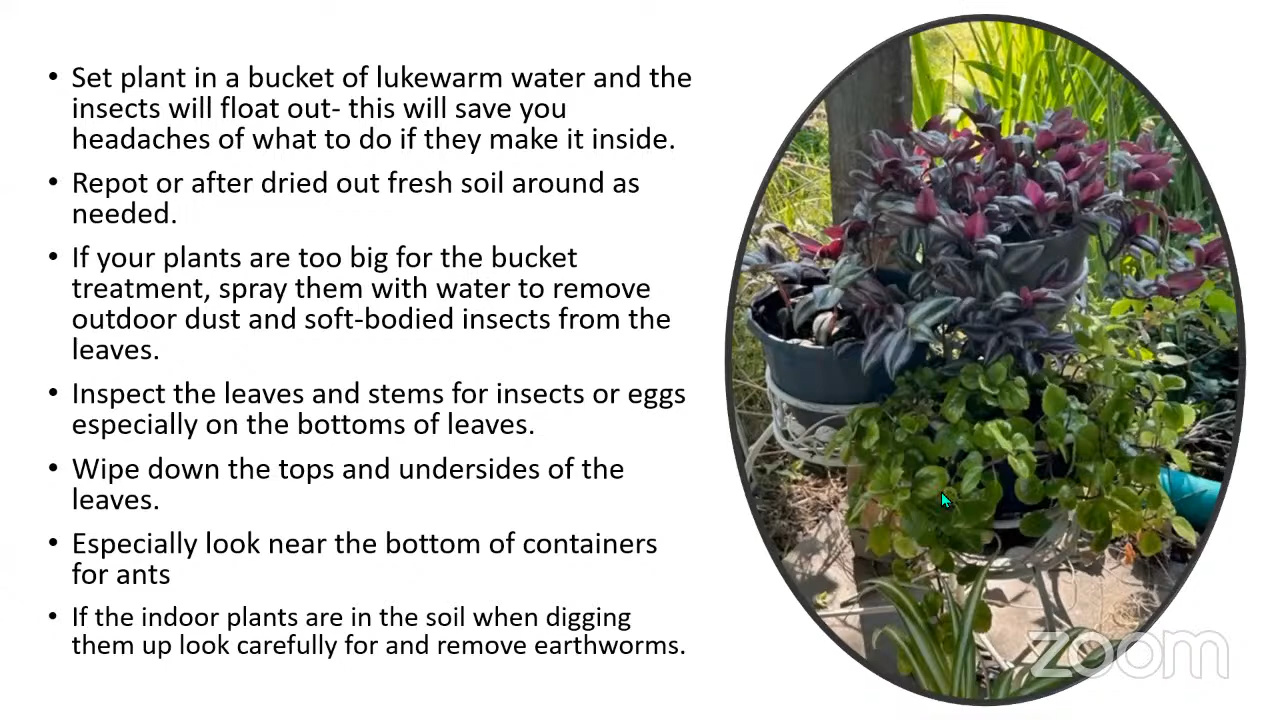 • Set plant in a bucket of lukewarm water and the
insects will float out- this will save you
headaches of what to do if they make it inside.
• Repot or after dried out fresh soil around as
needed.
• If your plants are too big for the bucket
treatment, spray them with water to remove
outdoor dust and soft-bodied insects from the
leaves.
• Inspect the leaves and stems for insects or eggs
especially on the bottoms of leaves.
• Wipe down the tops and undersides of the
leaves.
• Especially look near the bottom of containers
for ants
• If the indoor plants are in the soil when digging
them up look carefully for and remove earthworms.
zoom